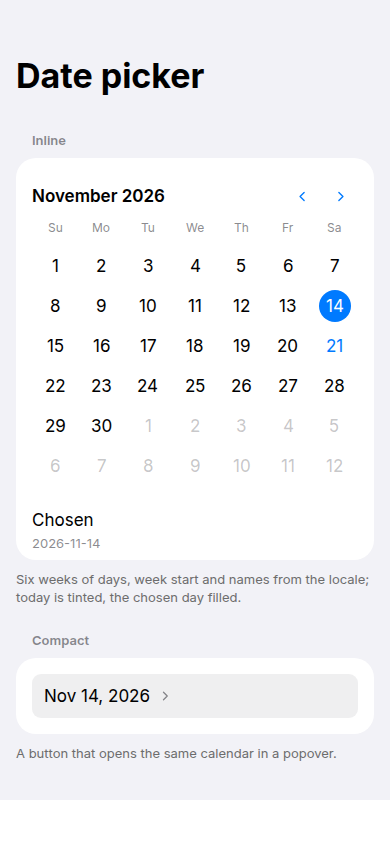 Date picker
Inline
November 2026
Su Mo Tu We Th Fr Sa
1 2 3 4 5 6 7
8 9 10 11 12 13 14
15 16 17 18 19 20 21
22 23 24 25 26 27 28
29 30 1 2 3 4 5
6 7 8 9 10 11 12
Chosen
2026-11-14
Six weeks of days, week start and names from the locale;
today is tinted, the chosen day filled.
Compact
Nov 14, 2026
A button that opens the same calendar in a popover.